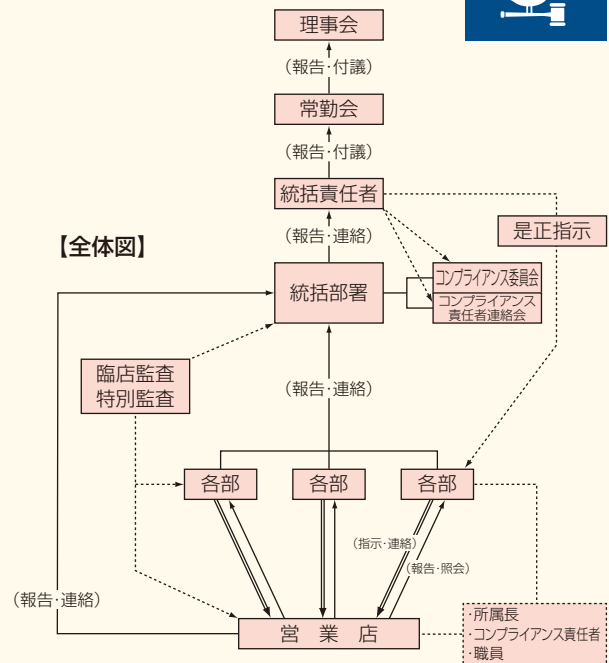 理事会
（報告・付議）
常勤会
（報告・付議）
統括責任者
是正指示
（報告・連絡）
【全体図】
コンプライアンス委員会
統括部署
コンプライアンス
責任者連絡会
臨店監査
特別監査
（報告・連絡）
各部
各部
各部
（指示・連絡）
（報告・照会）
（報告・連絡）
営業店
・所属長
・コンプライアンス責任者
・職員